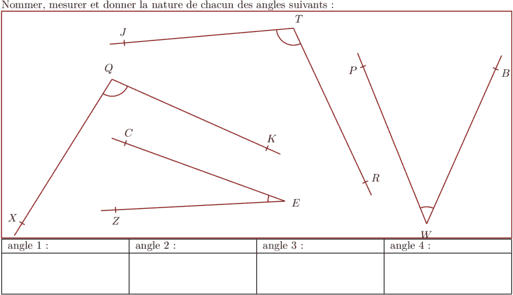 Nommer, mesurer et donner la nature de chacun des angles suivants :
T
J
Q
P
B
C
K
R
E
X
Z
W
angle 1 :
angle 2 :
angle 3 :
angle 4 :